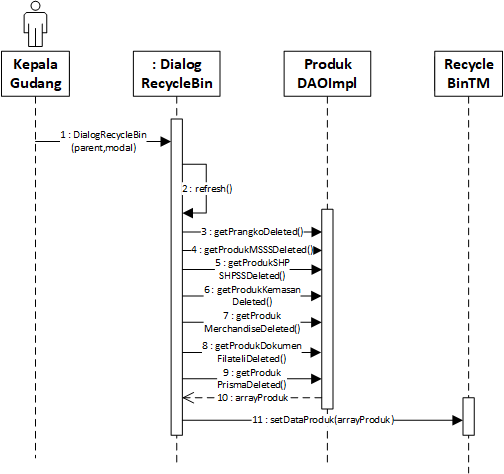 Kepala
Gudang
: Dialog
RecycleBin
Produk
DAOImpl
Recycle
BinTM
1 : DialogRecycleBin
(parent,modal)
2 : refresh()
3 : getPrangkoDeleted()
4 : getProdukMSSSDeleted()
5 : getProdukSHP
SHPSSDeleted()
6 : getProdukKemasan
Deleted()
7 : getProduk
MerchandiseDeleted()
8 : getProdukDokumen
FilateliDeleted()
9 : getProduk
PrismaDeleted()
10 : arrayProduk
11 : setDataProduk(arrayProduk)